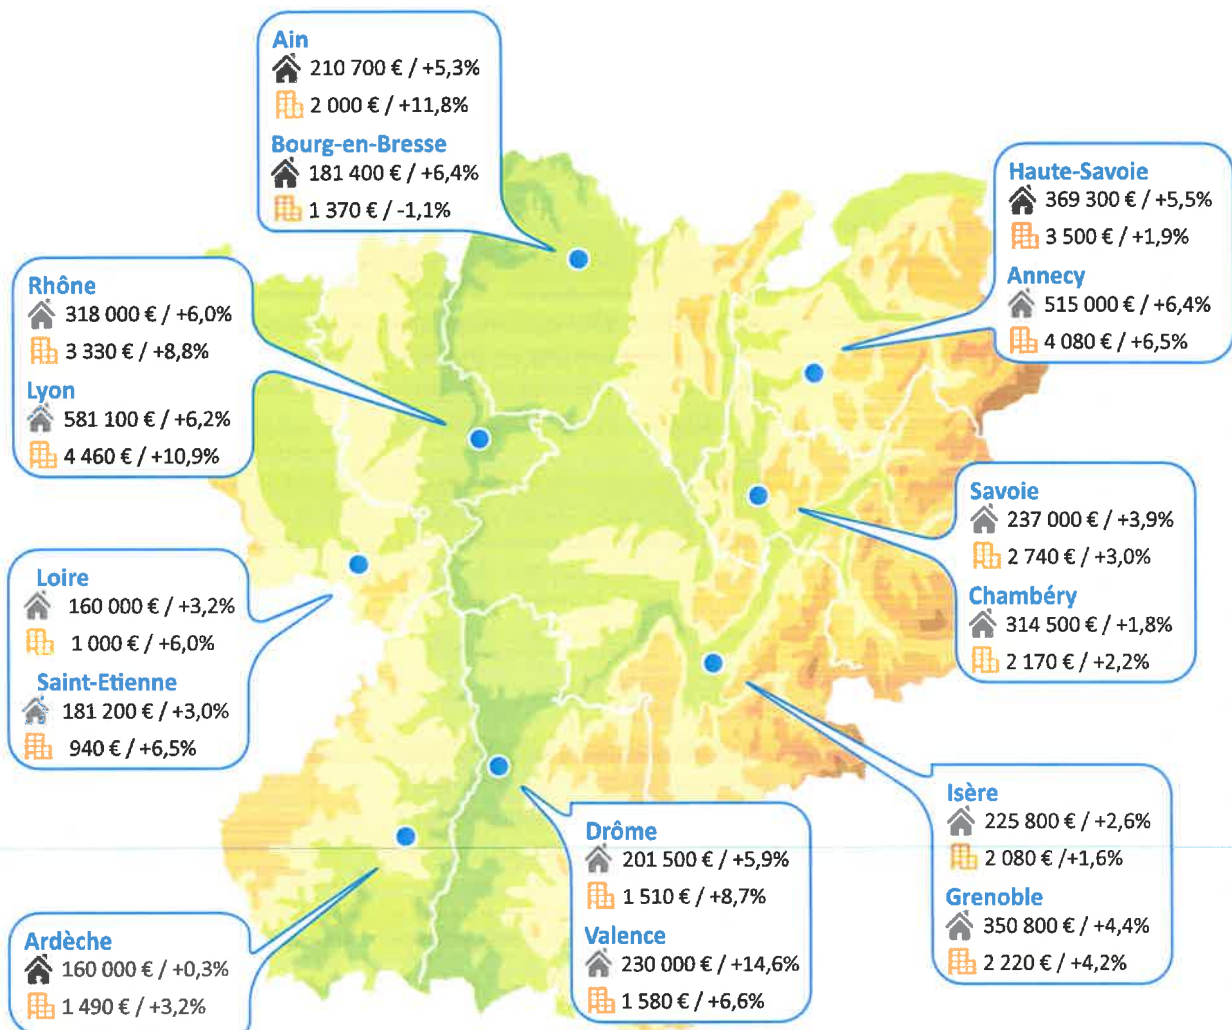 Ain
210 700 € / +5,3%
2 000 € / +11,8%
Bourg-en-Bresse
181 400 € / +6,4%
1 370 € / -1,1%
Haute-Savoie
369 300 € / +5,5%
3 500 € / +1,9%
Annecy
515 000 € / +6,4%
4 080 € / +6,5%
Rhône
318 000 € / +6,0%
3 330 € / +8,8%
Lyon
581 100 € / +6,2%
4 460 € / +10,9%
Savoie
237 000 € / +3,9%
2 740 € / +3,0%
Chambéry
314 500 € / +1,8%
2 170 € / +2,2%
Loire
160 000 € / +3,2%
1 000 € / +6,0%
Saint-Etienne
181 200 € / +3,0%
940 € / +6,5%
Isère
225 800 € / +2,6%
2 080 € /+1,6%
Grenoble
350 800 € / +4,4%
2 220 € / +4,2%
Drôme
201 500 € / +5,9%
1 510 € / +8,7%
Valence
230 000 € / +14,6%
1 580 € / +6,6%
Ardèche
160 000 € / +0,3%
1 490 € / +3,2%